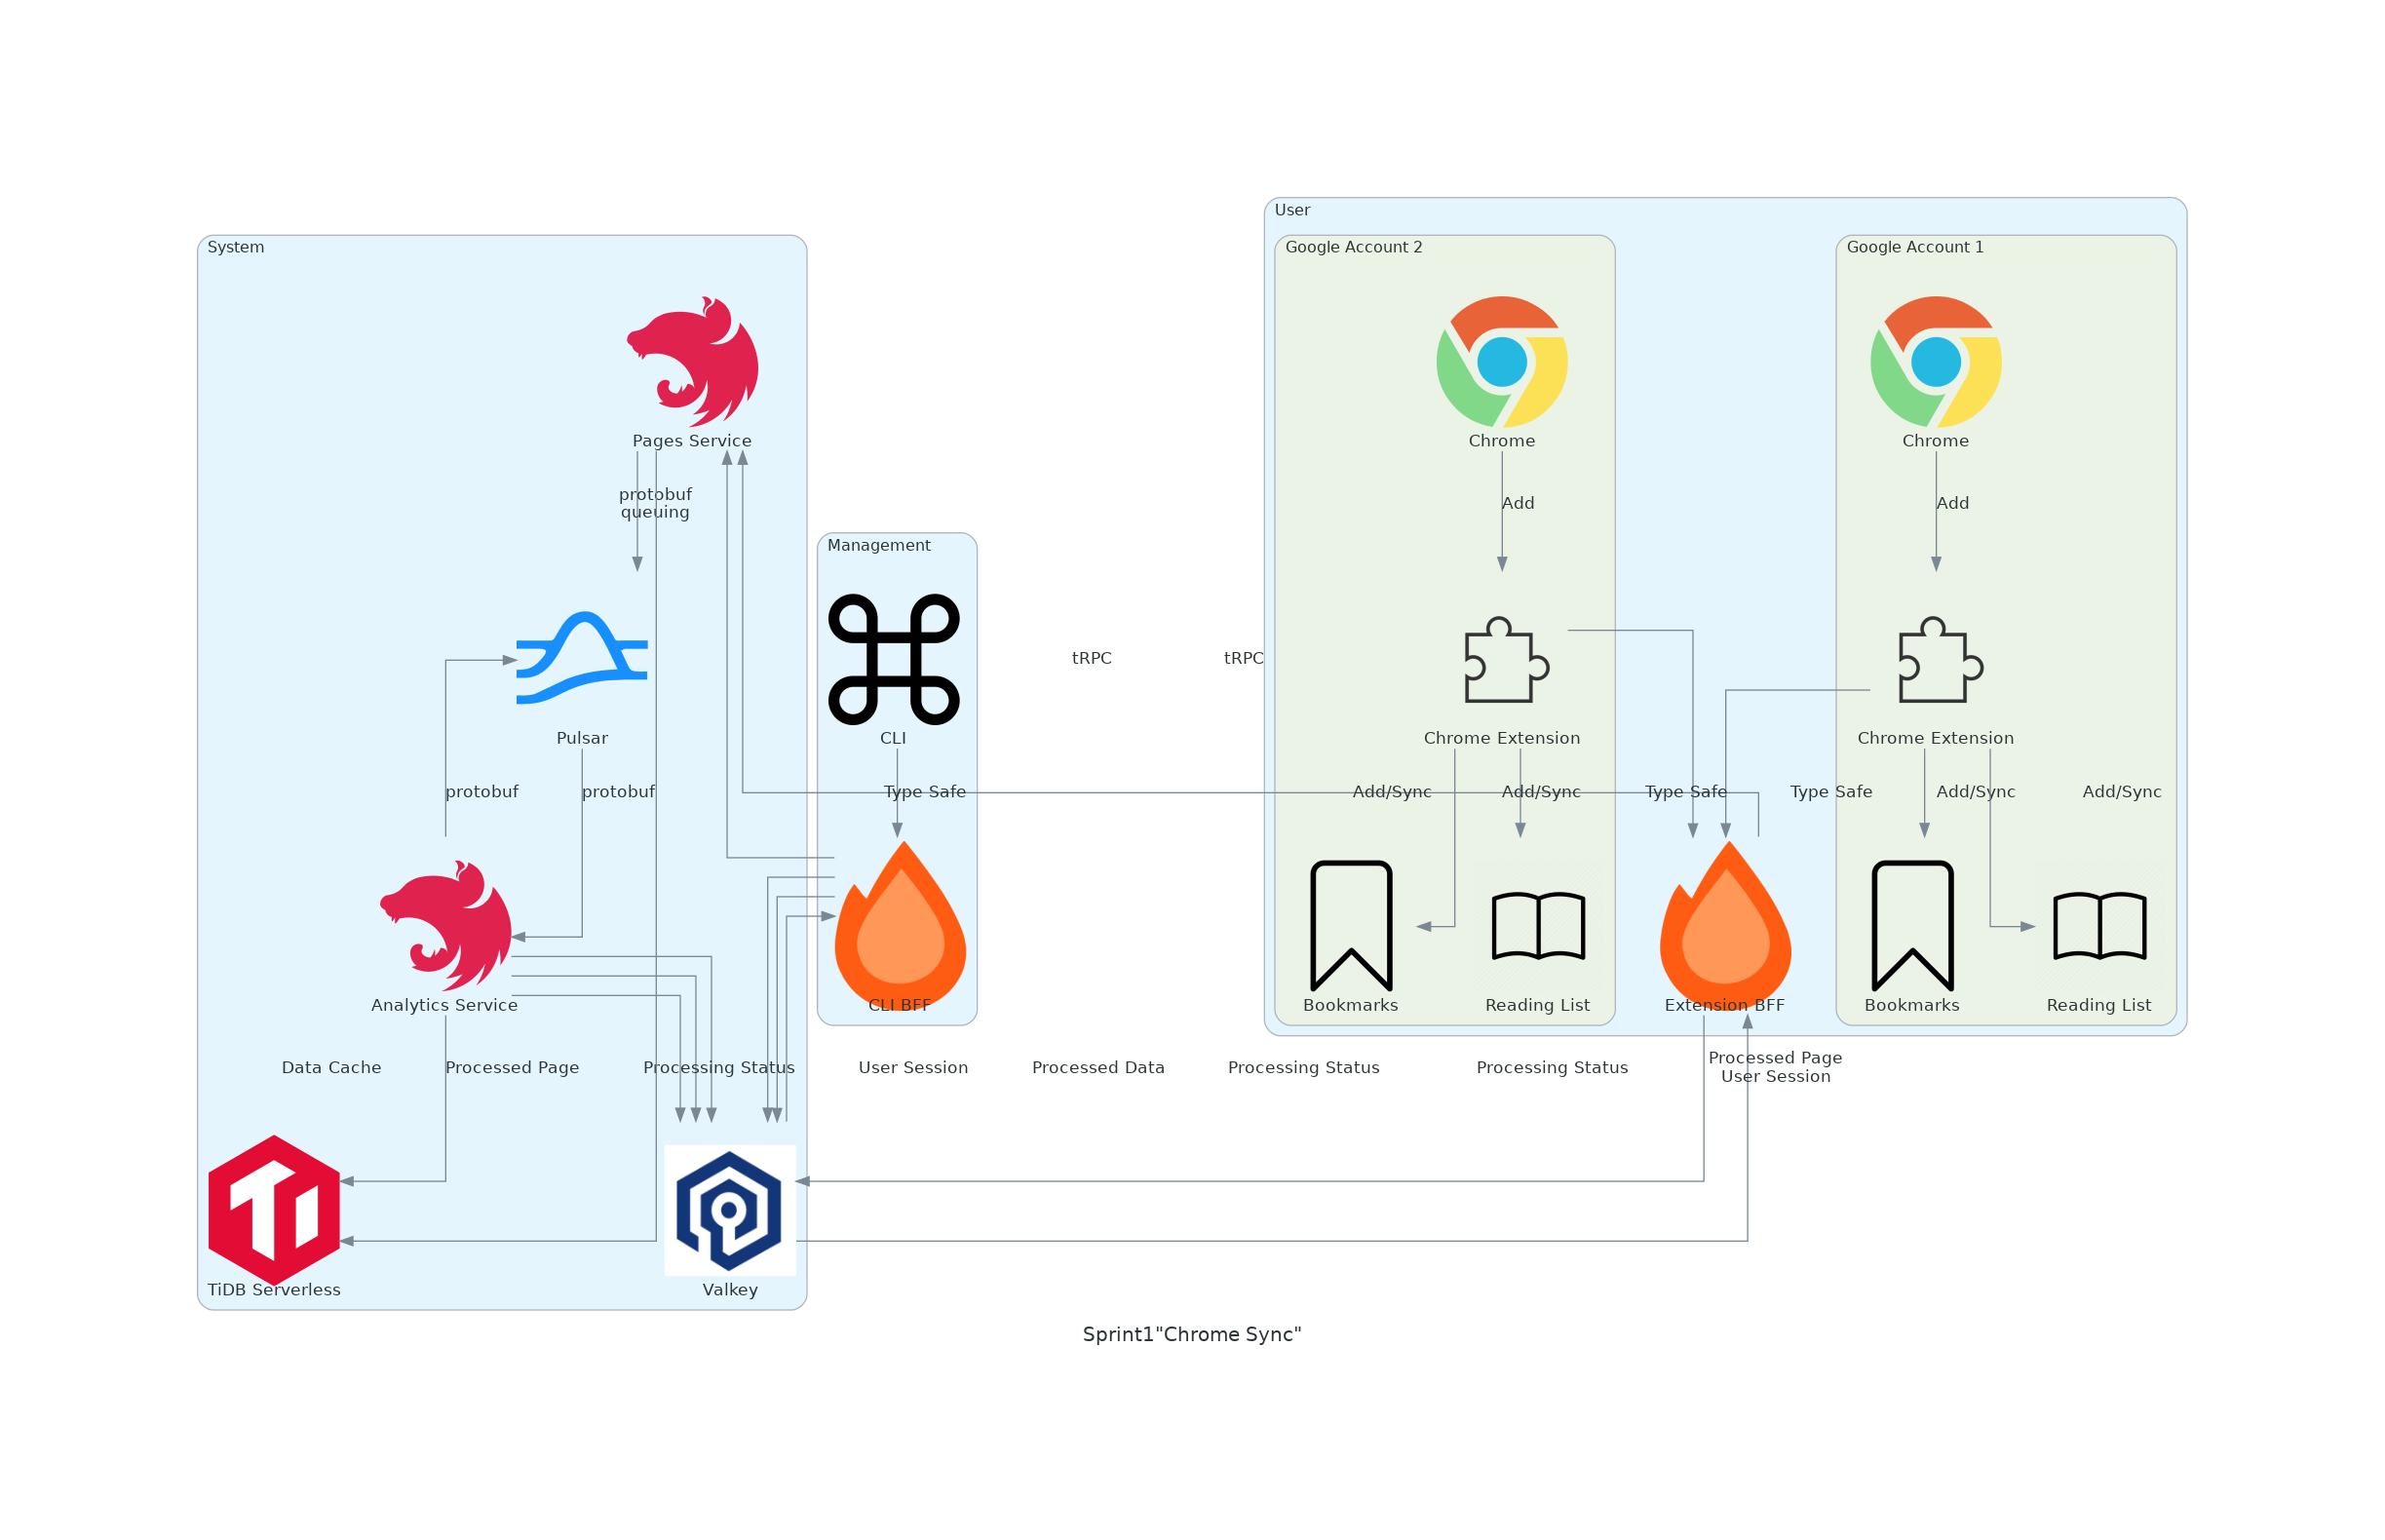 User
System
Google Account 2
Google Account 1
Pages Service
Chrome
Chrome
protobuf
queuing
Add
Add
Management
tRPC
tRPC
Pulsar
CLI
Chrome Extension
Chrome Extension
protobuf
protobuf
Type Safe
Add/Sync
Add/Sync
Type Safe
Type Safe
Add/Sync
Add/Sync
Analytics Service
CLI BFF
Bookmarks
Reading List
Extension BFF
Bookmarks
Reading List
Data Cache
Processed Page
Processing Status
User Session
Processed Data
Processing Status
Processing Status
Processed Page
User Session
TiDB Serverless
Valkey
Sprint1"Chrome Sync"